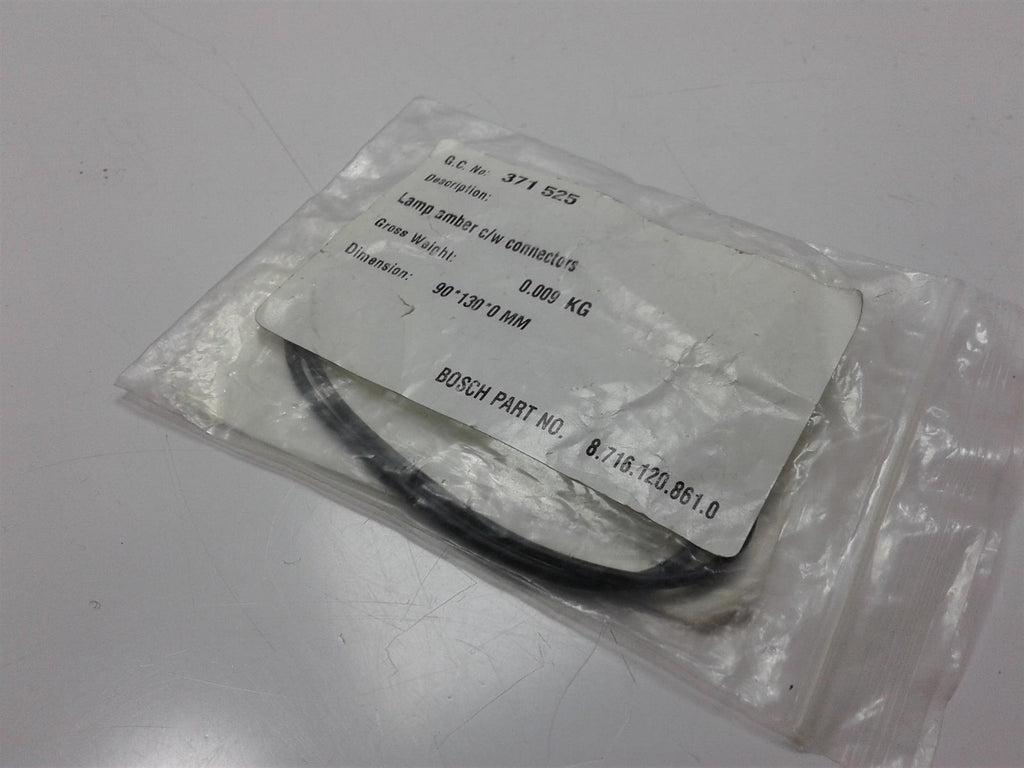 G.C. No: 371 525
Description:
Lamp amber c/w connectors
Gross Weight: 0.009 KG
Dimension: 90*130*0 MM
BOSCH PART NO. 8.716.120.861.0